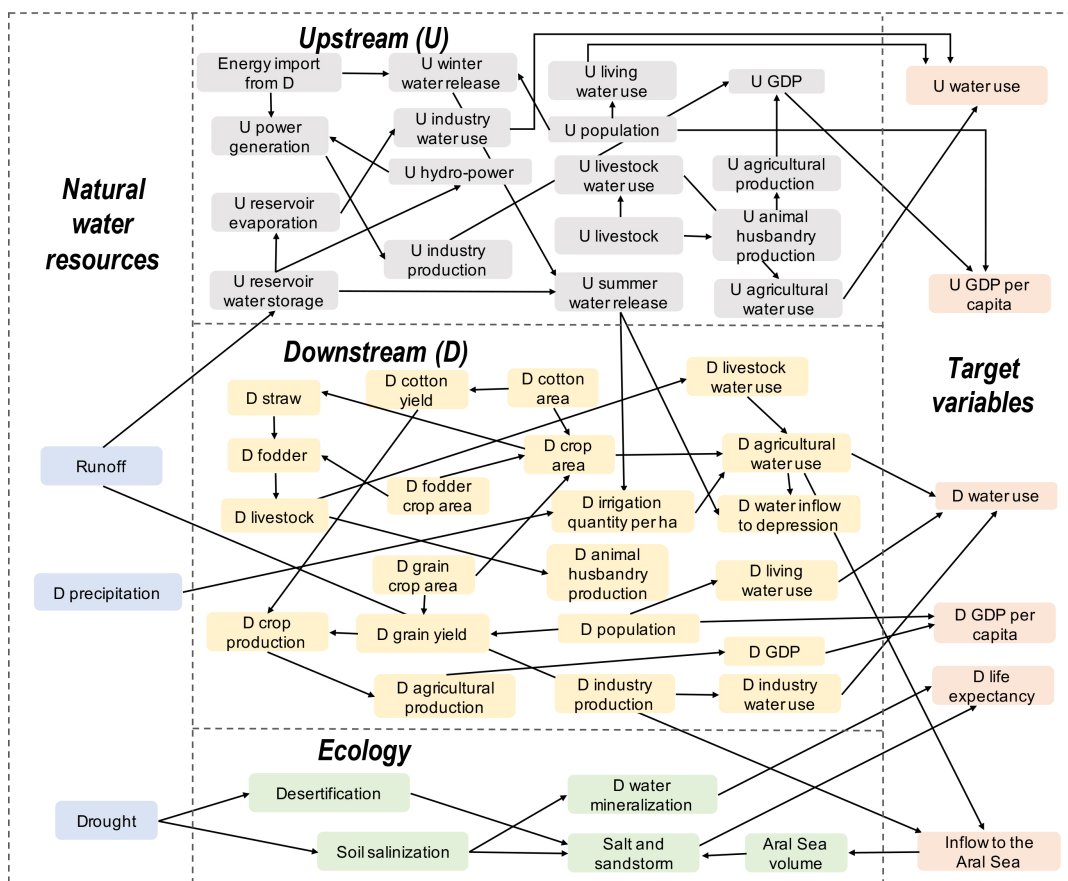 Upstream (U)
Energy import
from D
U winter
water release
U living
water use
U GDP
U water use
U power
generation
U industry
water use
U population
U hydro-power
U livestock
water use
U agricultural
production
Natural
water
resources
U reservoir
evaporation
U livestock
U animal
husbandry
production
U industry
production
U reservoir
water storage
U summer
water release
U agricultural
water use
U GDP per
capita
Downstream (D)
Target
variables
D straw
D cotton
yield
D cotton
area
D livestock
water use
D fodder
D crop
area
D agricultural
water use
Runoff
D livestock
D fodder
crop area
D irrigation
quantity per ha
D water inflow
to depression
D water use
D precipitation
D grain
crop area
D animal
husbandry
production
D living
water use
D crop
production
D grain yield
D population
D GDP
D GDP per
capita
D agricultural
production
D industry
production
D industry
water use
D life
expectancy
Ecology
Drought
Desertification
D water
mineralization
Soil salinization
Salt and
sandstorm
Aral Sea
volume
Inflow to the
Aral Sea